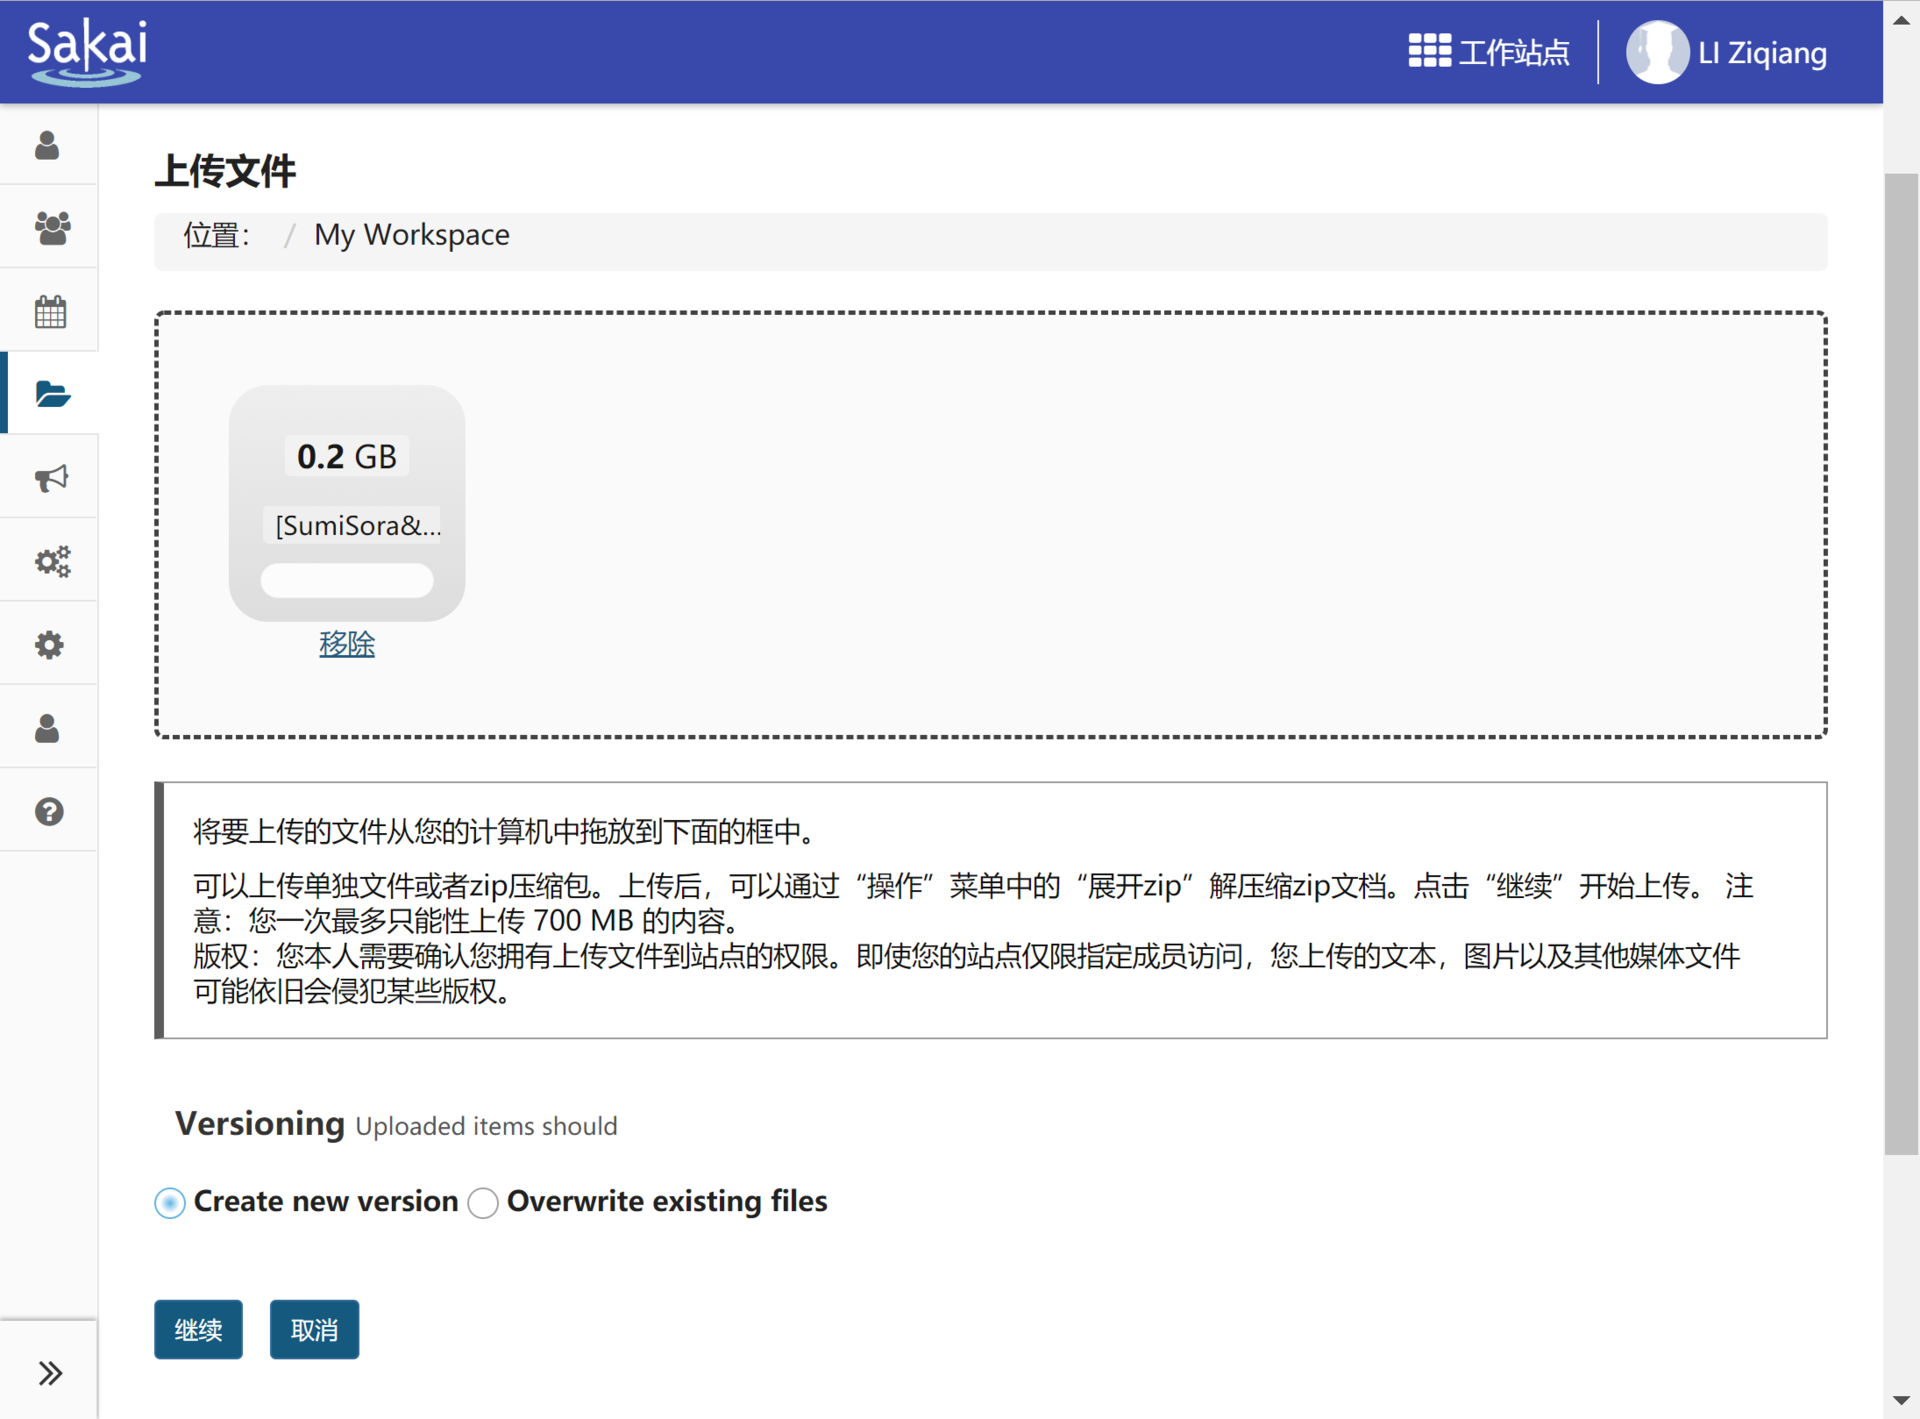 Sakai
工作站点
LI Ziqiang
上传文件
位置： / My Workspace
0.2 GB
[SumiSora&...
移除
将要上传的文件从您的计算机中拖放到下面的框中。
可以上传单独文件或者zip压缩包。上传后，可以通过“操作”菜单中的“展开zip”解压缩zip文档。点击“继续”开始上传。 注
意：您一次最多只能性上传 700 MB 的内容。
版权：您本人需要确认您拥有上传文件到站点的权限。即使您的站点仅限指定成员访问，您上传的文本，图片以及其他媒体文件
可能依旧会侵犯某些版权。
Versioning Uploaded items should
Create new version Overwrite existing files
继续 取消